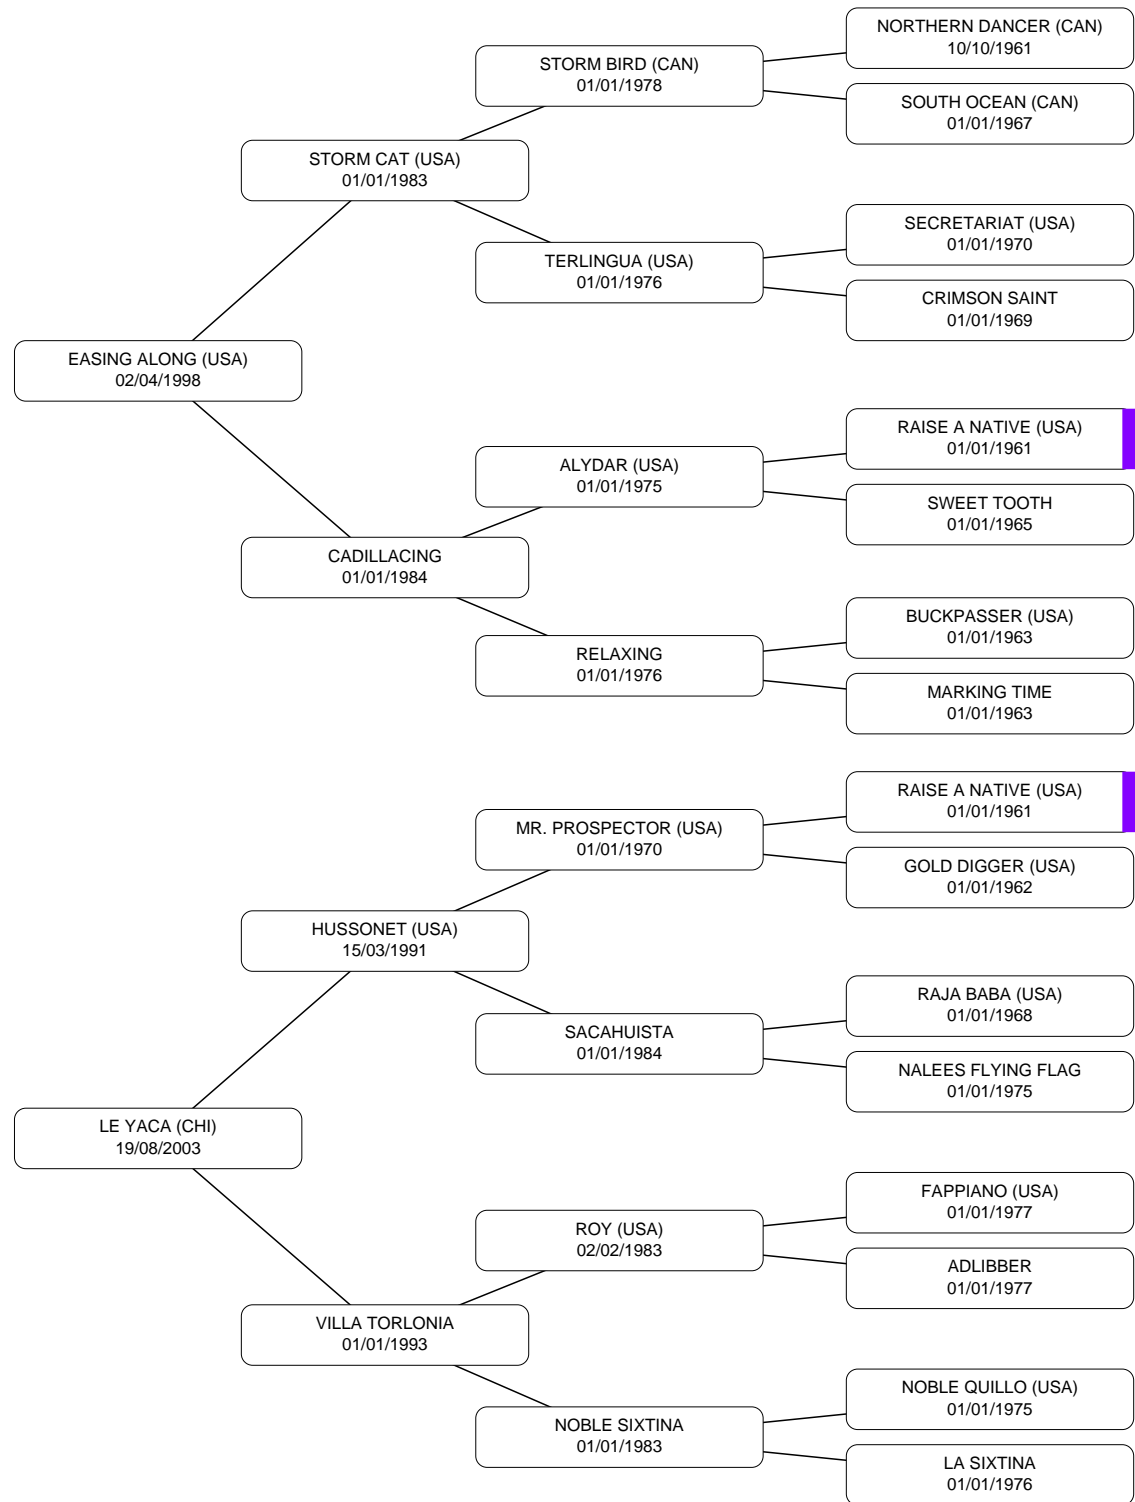 NORTHERN DANCER (CAN)
10/10/1961
STORM BIRD (CAN)
01/01/1978
SOUTH OCEAN (CAN)
01/01/1967
STORM CAT (USA)
01/01/1983
SECRETARIAT (USA)
01/01/1970
TERLINGUA (USA)
01/01/1976
CRIMSON SAINT
01/01/1969
EASING ALONG (USA)
02/04/1998
RAISE A NATIVE (USA)
01/01/1961
ALYDAR (USA)
01/01/1975
SWEET TOOTH
01/01/1965
CADILLACING
01/01/1984
BUCKPASSER (USA)
01/01/1963
RELAXING
01/01/1976
MARKING TIME
01/01/1963
RAISE A NATIVE (USA)
01/01/1961
MR. PROSPECTOR (USA)
01/01/1970
GOLD DIGGER (USA)
01/01/1962
HUSSONET (USA)
15/03/1991
RAJA BABA (USA)
01/01/1968
SACAHUISTA
01/01/1984
NALEES FLYING FLAG
01/01/1975
LE YACA (CHI)
19/08/2003
FAPPIANO (USA)
01/01/1977
ROY (USA)
02/02/1983
ADLIBBER
01/01/1977
VILLA TORLONIA
01/01/1993
NOBLE QUILLO (USA)
01/01/1975
NOBLE SIXTINA
01/01/1983
LA SIXTINA
01/01/1976